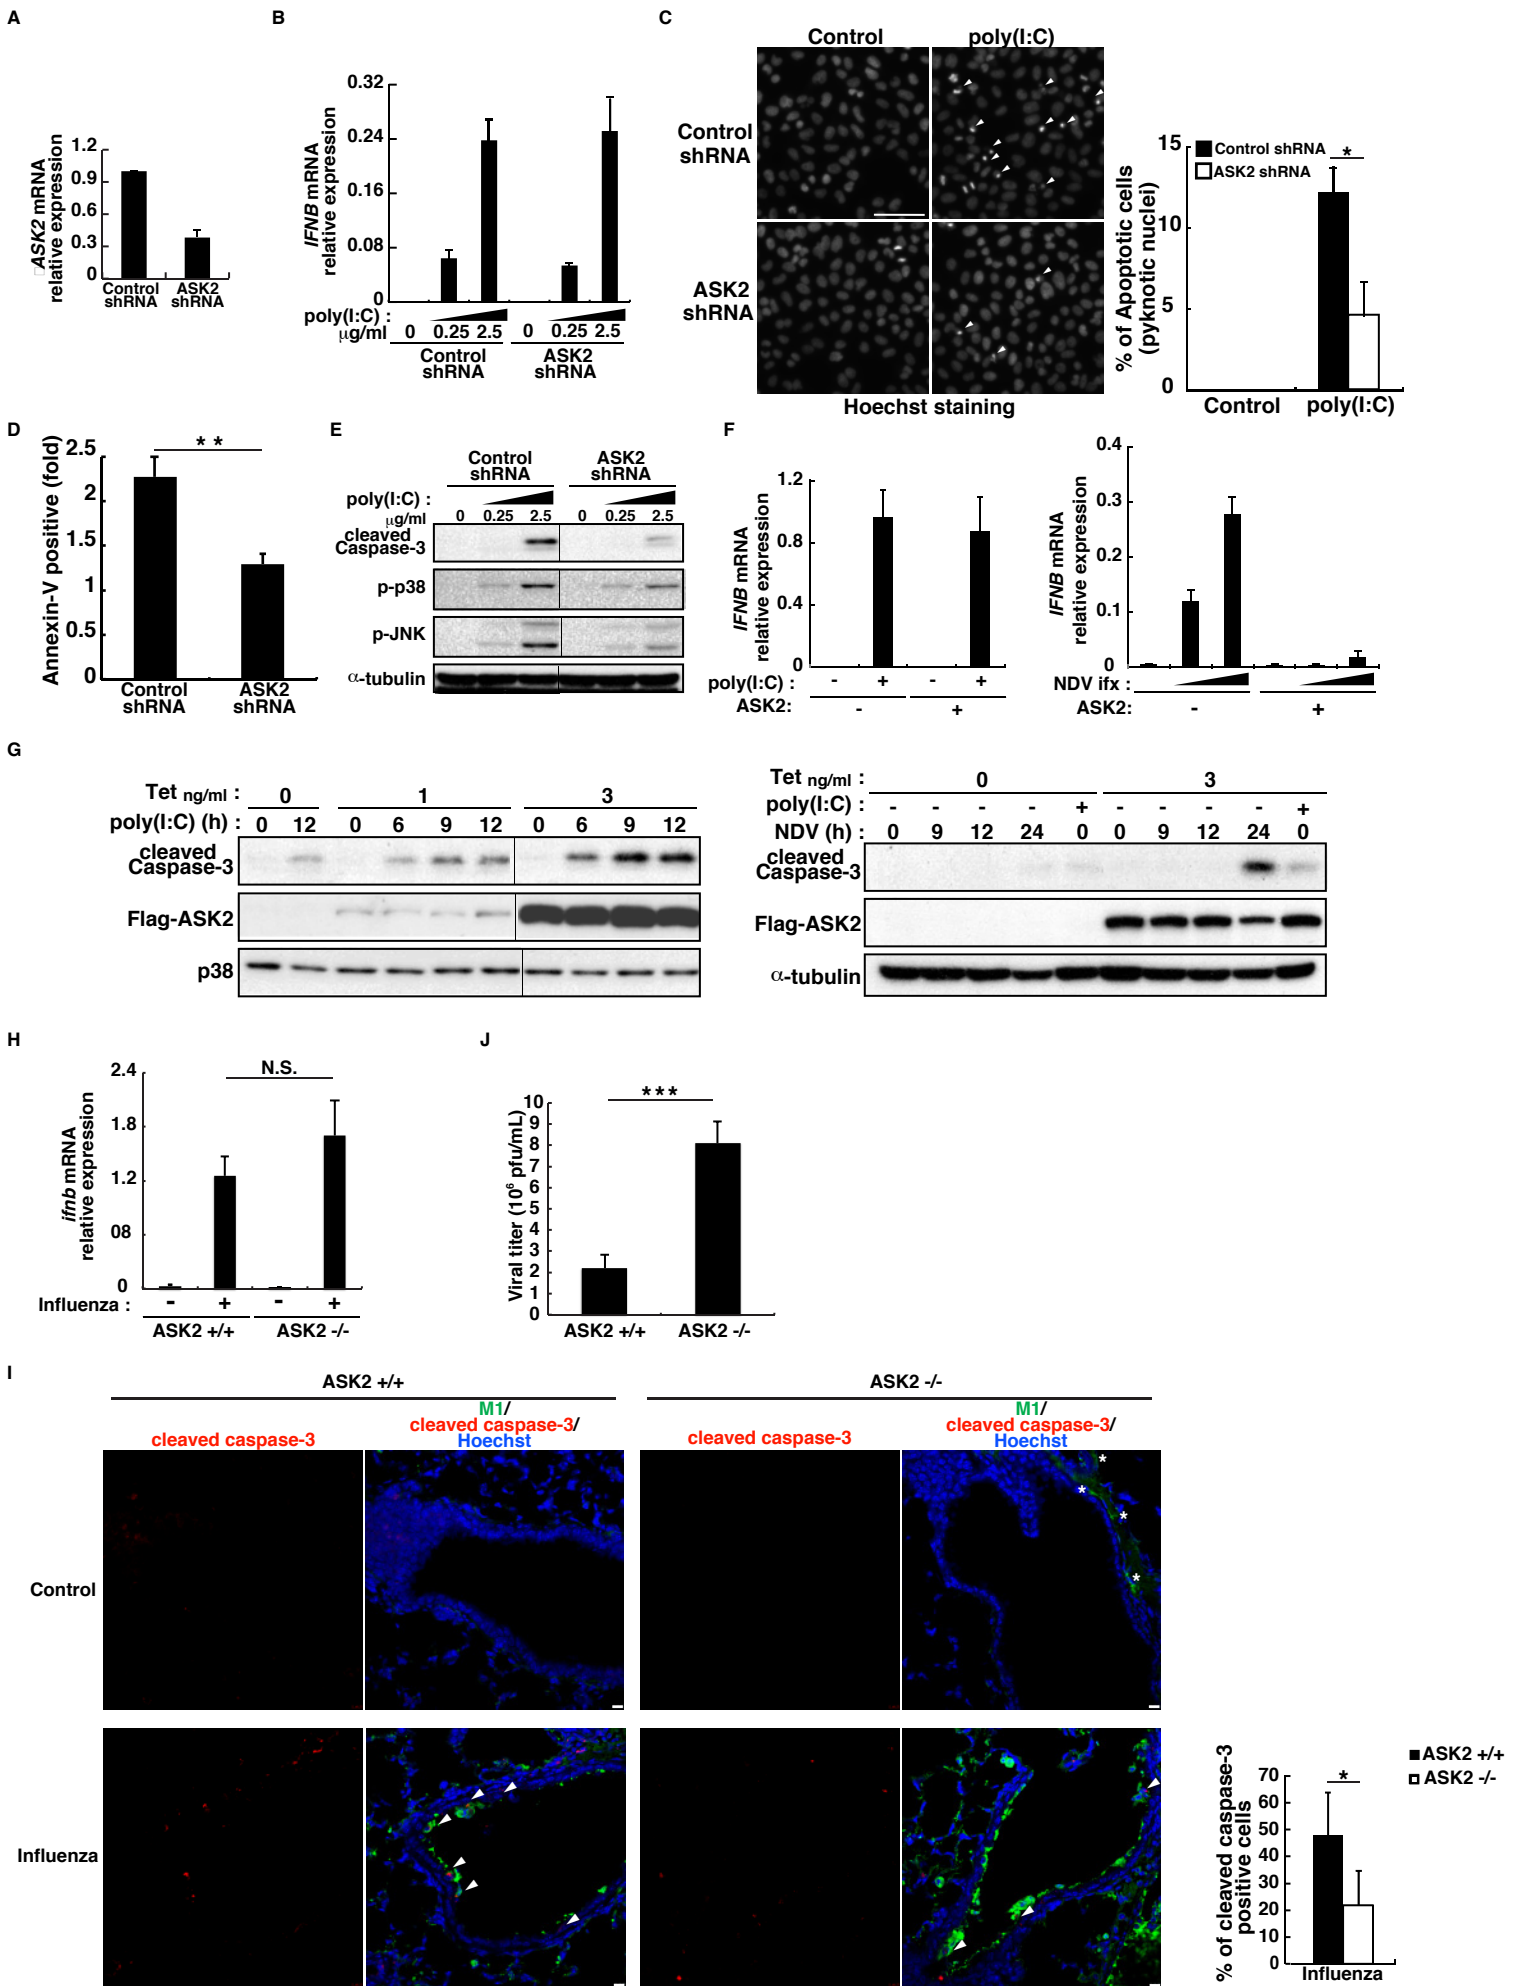 A
ASK2 mRNA
relative expression
1.2
0.9
0.6
0.3
0
Control
shRNA
ASK2
shRNA
B
IFNB mRNA
relative expression
0.32
0.24
0.16
0.08
0
poly(I:C) :
µg/ml
0 0.25 2.5 0 0.25 2.5
Control
shRNA
ASK2
shRNA
C
Control poly(I:C)
Control
shRNA
ASK2
shRNA
Hoechst staining
% of Apoptotic cells
(pyknotic nuclei)
15
10
5
0
Control shRNA
ASK2 shRNA
*
Control poly(I:C)
D
Annexin-V positive (fold)
2.5
2
1.5
1
0.5
0
* *
Control
shRNA
ASK2
shRNA
E
Control
shRNA
ASK2
shRNA
poly(I:C) :
µg/ml 0 0.25 2.5 0 0.25 2.5
cleaved
Caspase-3
p-p38
p-JNK
α-tubulin
F
IFNB mRNA
relative expression
1.2
0.8
0.4
0
poly(I:C) : - + - +
ASK2: - +
IFNB mRNA
relative expression
0.4
0.3
0.2
0.1
0
NDV ifx :
ASK2: - +
G
Tet ng/ml : 0 1 3
poly(I:C) (h) : 0 12 0 6 9 12 0 6 9 12
cleaved
Caspase-3
Flag-ASK2
p38
Tet ng/ml : 0 3
poly(I:C) : - - - - + - - - - +
NDV (h) : 0 9 12 24 0 0 9 12 24 0
cleaved
Caspase-3
Flag-ASK2
α-tubulin
H
ifnb mRNA
relative expression
2.4
1.8
1.2
08
0
N.S.
Influenza : - + - +
ASK2 +/+ ASK2 -/-
J
Viral titer (10⁶ pfu/mL)
10
9
8
7
6
5
4
3
2
1
0
***
ASK2 +/+ ASK2 -/-
I
ASK2 +/+ ASK2 -/-
cleaved caspase-3
M1/
cleaved caspase-3/
Hoechst
cleaved caspase-3
M1/
cleaved caspase-3/
Hoechst
Control
*
*
*
*
Influenza
% of cleaved caspase-3
positive cells
70
60
50
40
30
20
10
0
*
ASK2 +/+
ASK2 -/-
Influenza